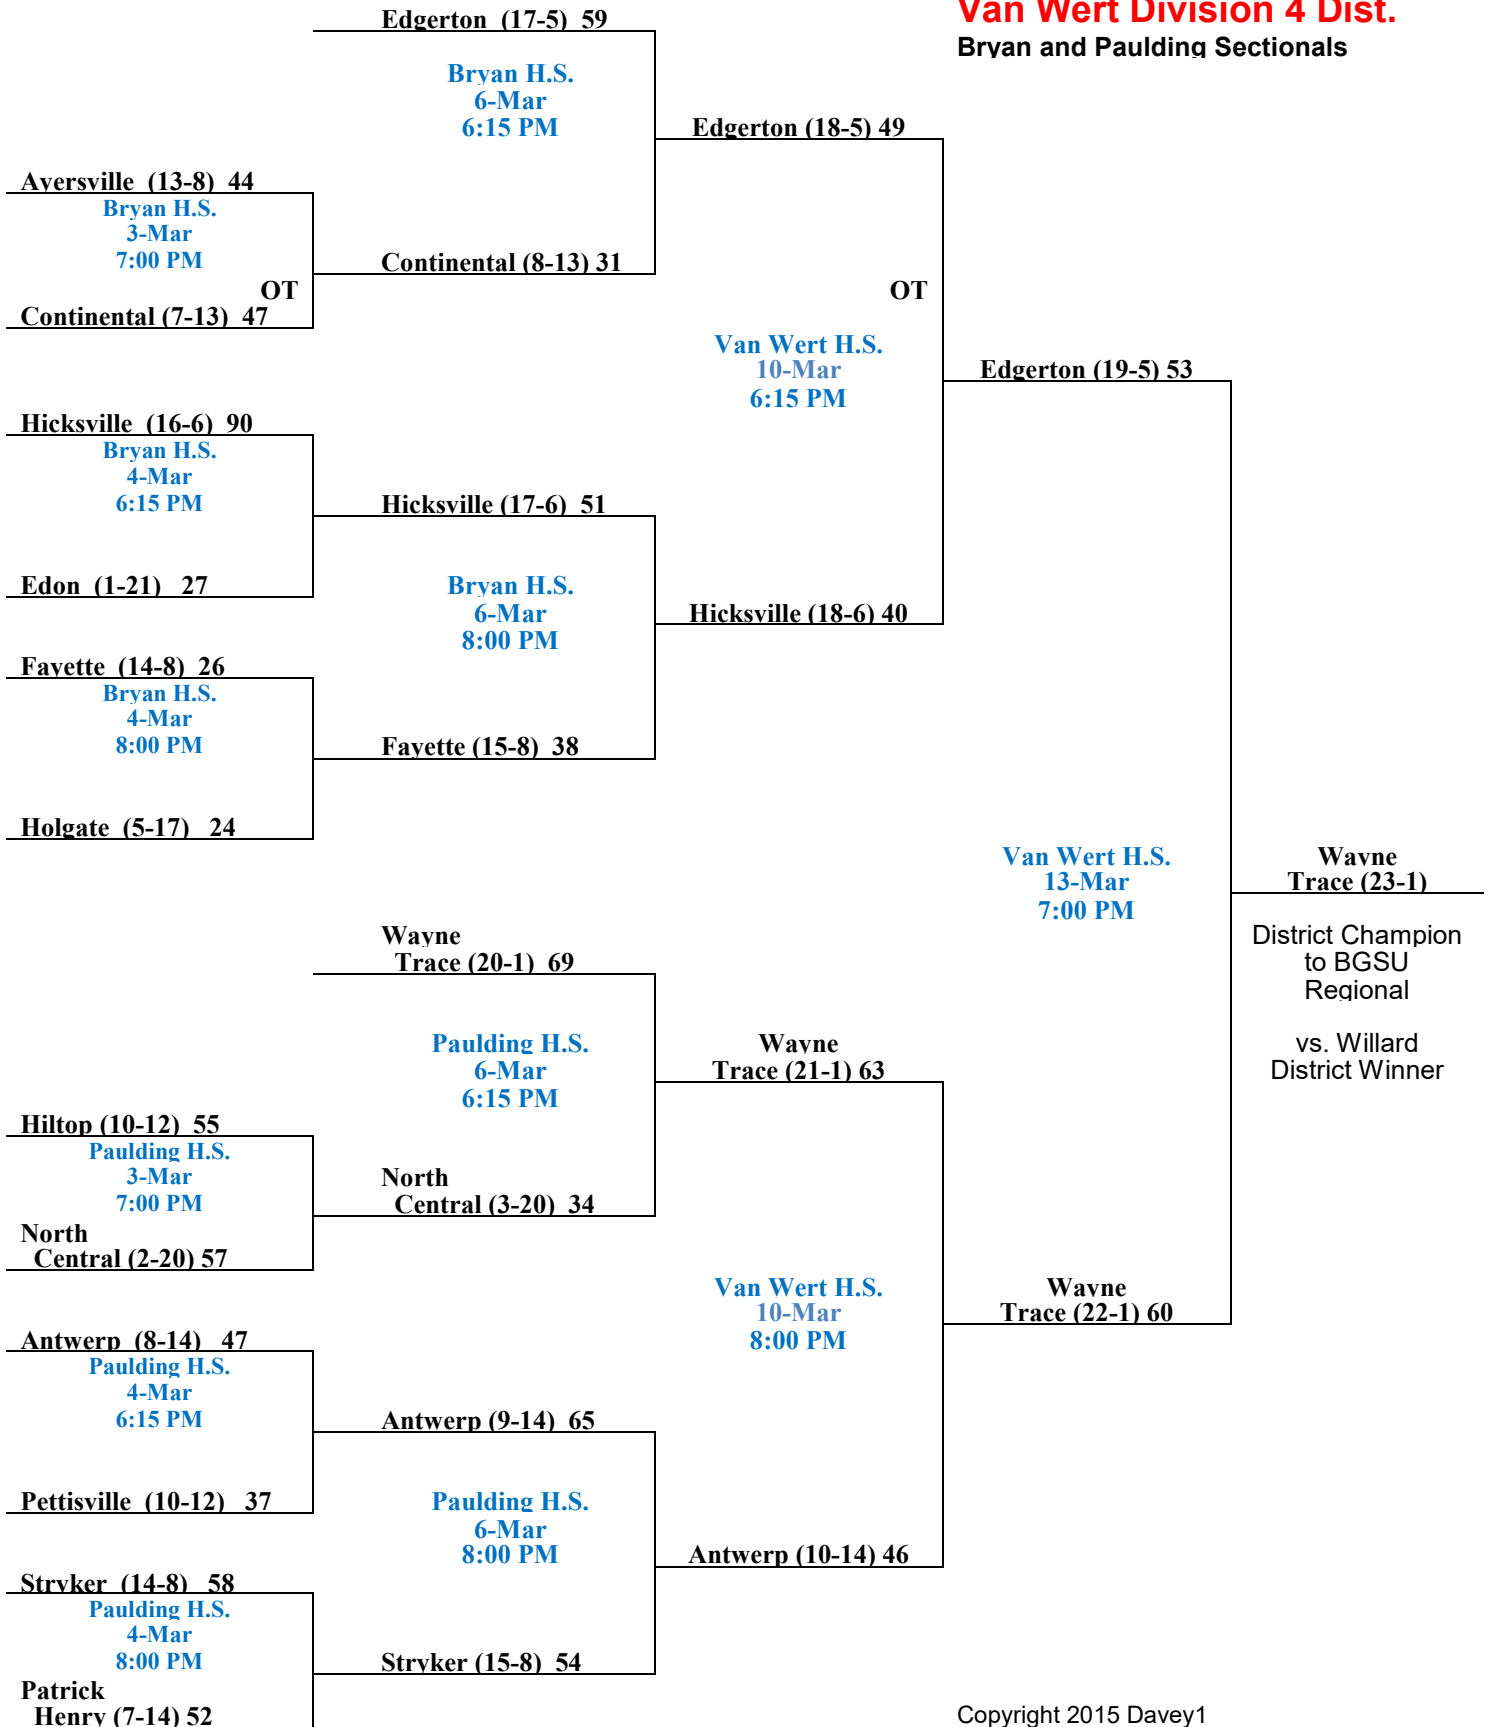 Van Wert Division 4 Dist.
Bryan and Paulding Sectionals
Edgerton (17-5) 59
Bryan H.S.
6-Mar
6:15 PM
Edgerton (18-5) 49
Ayersville (13-8) 44
Bryan H.S.
3-Mar
7:00 PM
OT
Continental (7-13) 47
Continental (8-13) 31
OT
Van Wert H.S.
10-Mar
6:15 PM
Edgerton (19-5) 53
Hicksville (16-6) 90
Bryan H.S.
4-Mar
6:15 PM
Edon (1-21) 27
Hicksville (17-6) 51
Bryan H.S.
6-Mar
8:00 PM
Hicksville (18-6) 40
Fayette (14-8) 26
Bryan H.S.
4-Mar
8:00 PM
Holgate (5-17) 24
Fayette (15-8) 38
Van Wert H.S.
13-Mar
7:00 PM
Wayne
Trace (23-1)
District Champion
to BGSU
Regional
vs. Willard
District Winner
Wayne
Trace (20-1) 69
Paulding H.S.
6-Mar
6:15 PM
Wayne
Trace (21-1) 63
Hiltop (10-12) 55
Paulding H.S.
3-Mar
7:00 PM
North
Central (2-20) 57
North
Central (3-20) 34
Van Wert H.S.
10-Mar
8:00 PM
Wayne
Trace (22-1) 60
Antwerp (8-14) 47
Paulding H.S.
4-Mar
6:15 PM
Pettisville (10-12) 37
Antwerp (9-14) 65
Paulding H.S.
6-Mar
8:00 PM
Antwerp (10-14) 46
Stryker (14-8) 58
Paulding H.S.
4-Mar
8:00 PM
Patrick
Henry (7-14) 52
Stryker (15-8) 54
Copyright 2015 Davey1